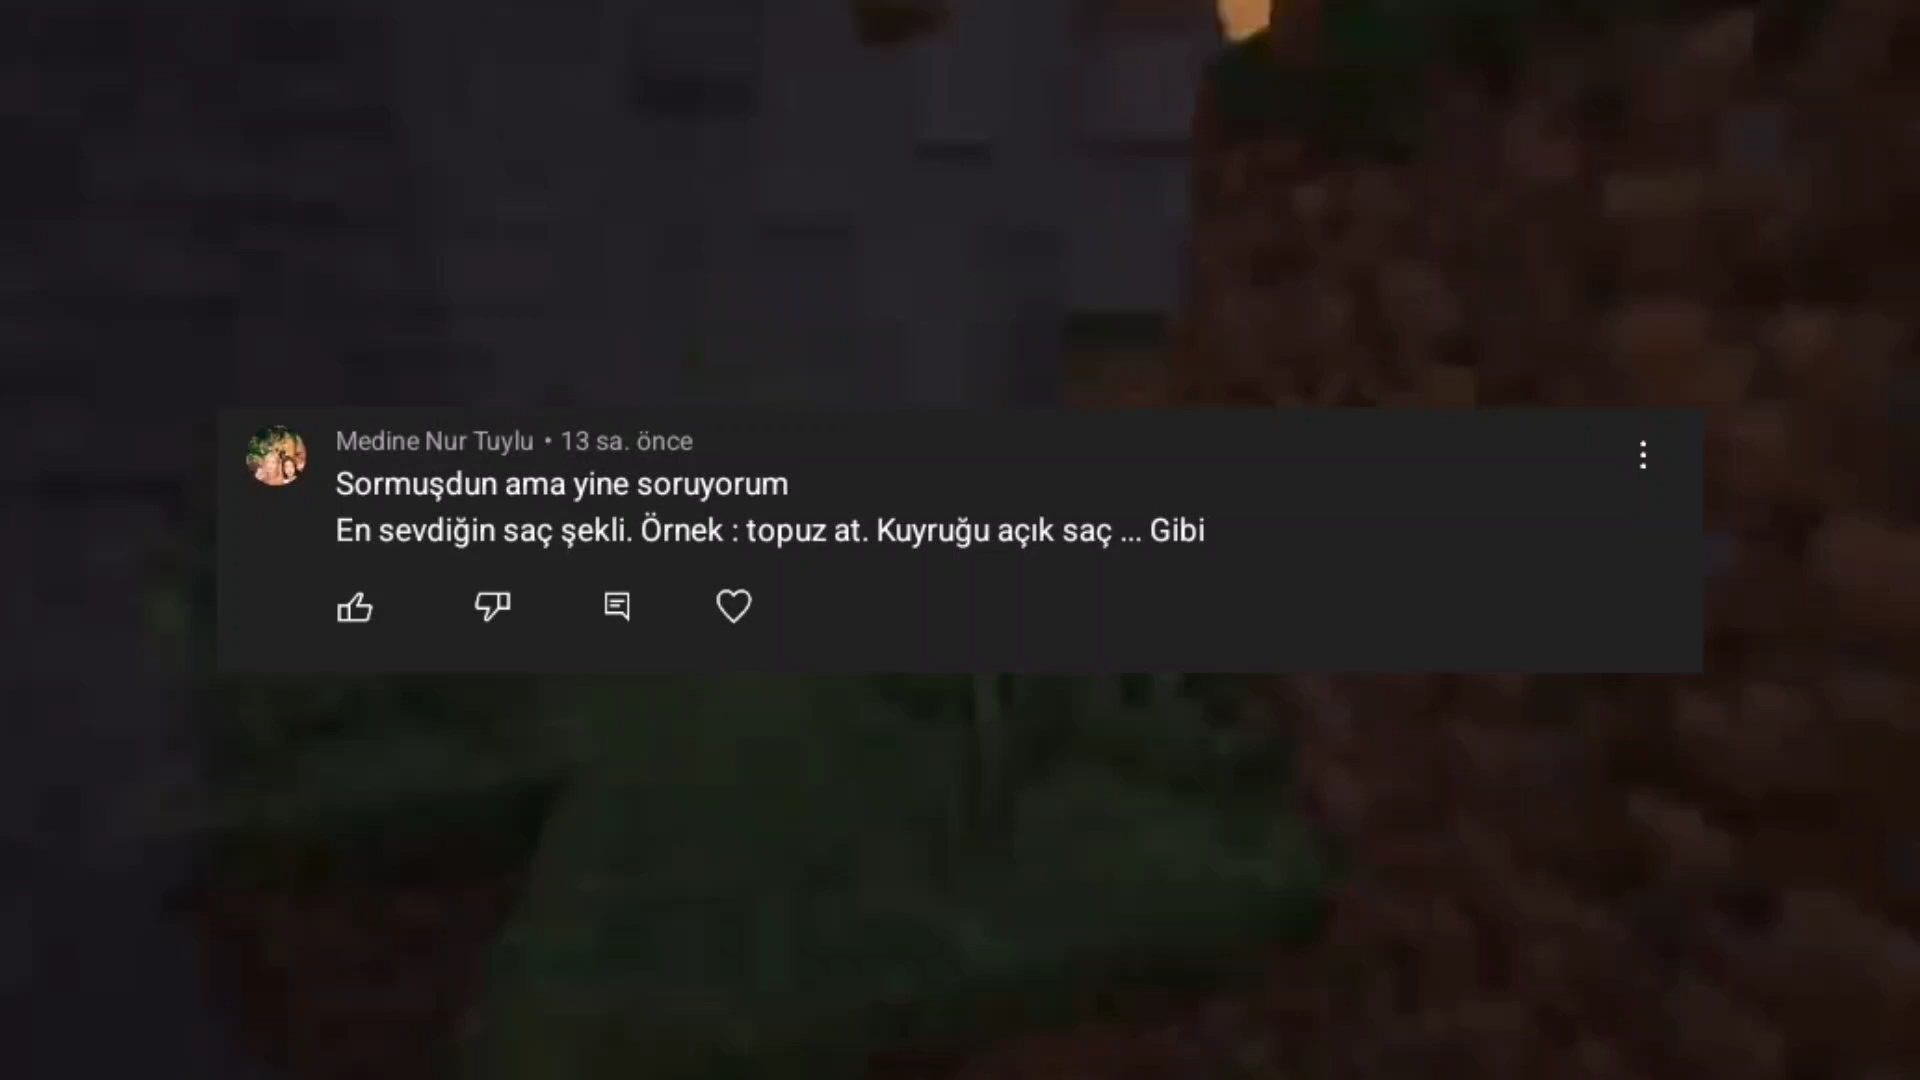 Medine Nur Tuylu • 13 sa. önce
Sormuşdun ama yine soruyorum
En sevdiğin saç şekli. Örnek : topuz at. Kuyruğu açık saç ... Gibi